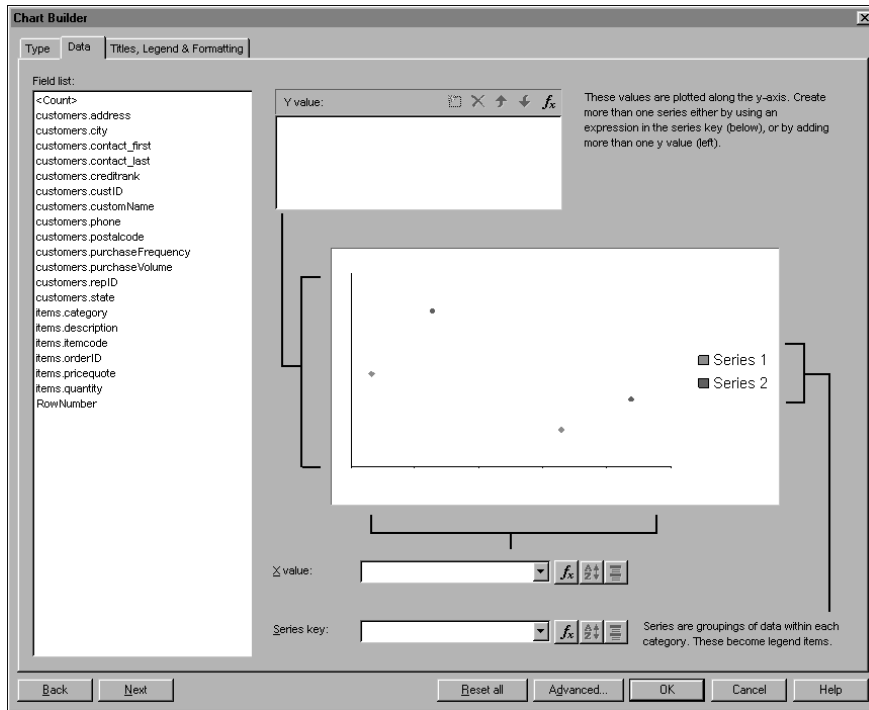 Chart Builder
Type
Data
Titles, Legend & Formatting
Field list:
<Count>
customers.address
customers.city
customers.contact_first
customers.contact_last
customers.creditrank
customers.custID
customers.customName
customers.phone
customers.postalcode
customers.purchaseFrequency
customers.purchaseVolume
customers.repID
customers.state
items.category
items.description
items.itemcode
items.orderID
items.pricequote
items.quantity
RowNumber
Y value:
fx
These values are plotted along the y-axis. Create
more than one series either by using an
expression in the series key (below), or by adding
more than one y value (left).
Series 1
Series 2
X value:
fx
AZ
Series key:
fx
AZ
Series are groupings of data within each
category. These become legend items.
Back
Next
Reset all
Advanced...
OK
Cancel
Help